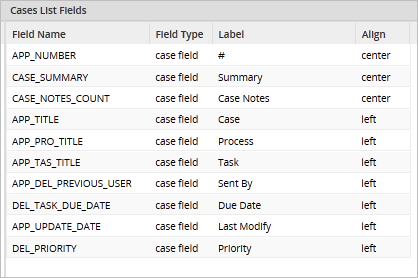 Cases List Fields
Field Name Field Type Label Align
APP_NUMBER case field # center
CASE_SUMMARY case field Summary center
CASE_NOTES_COUNT case field Case Notes center
APP_TITLE case field Case left
APP_PRO_TITLE case field Process left
APP_TAS_TITLE case field Task left
APP_DEL_PREVIOUS_USER case field Sent By left
DEL_TASK_DUE_DATE case field Due Date left
APP_UPDATE_DATE case field Last Modify left
DEL_PRIORITY case field Priority left